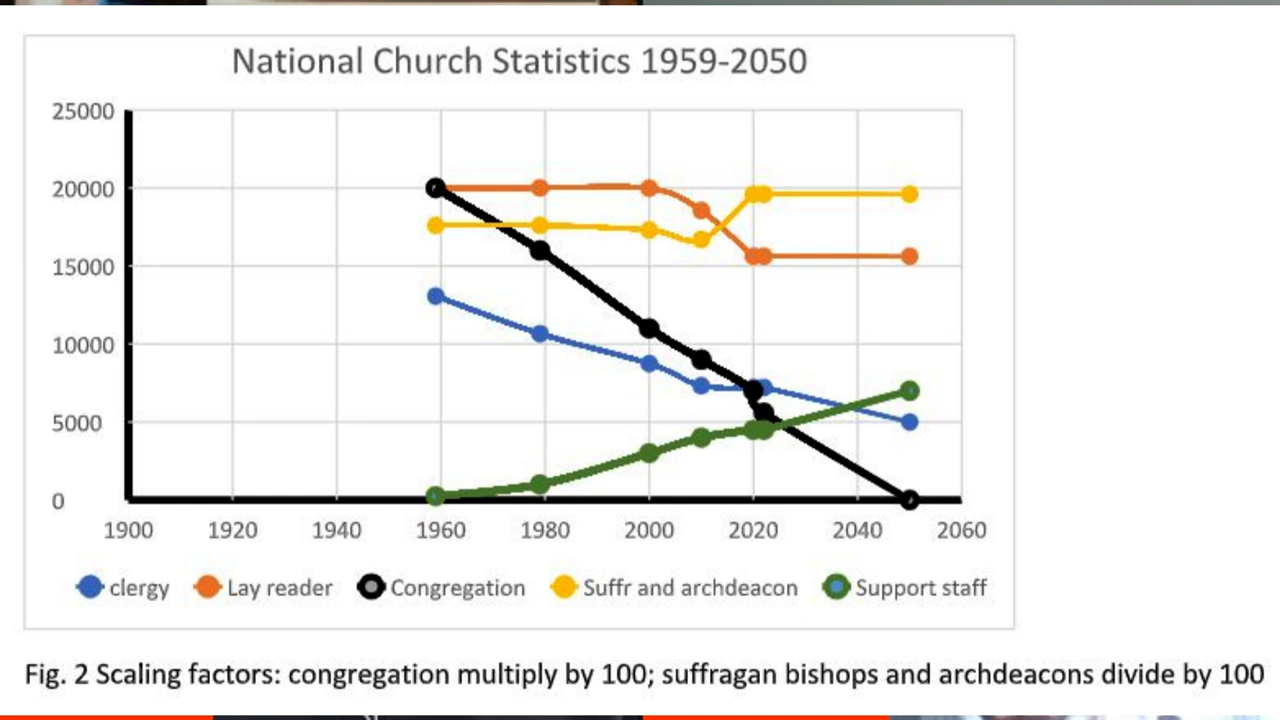 National Church Statistics 1959-2050
25000
20000
15000
10000
5000
0
1900 1920 1940 1960 1980 2000 2020 2040 2060
clergy Lay reader Congregation Suffr and archdeacon Support staff
Fig. 2 Scaling factors: congregation multiply by 100; suffragan bishops and archdeacons divide by 100